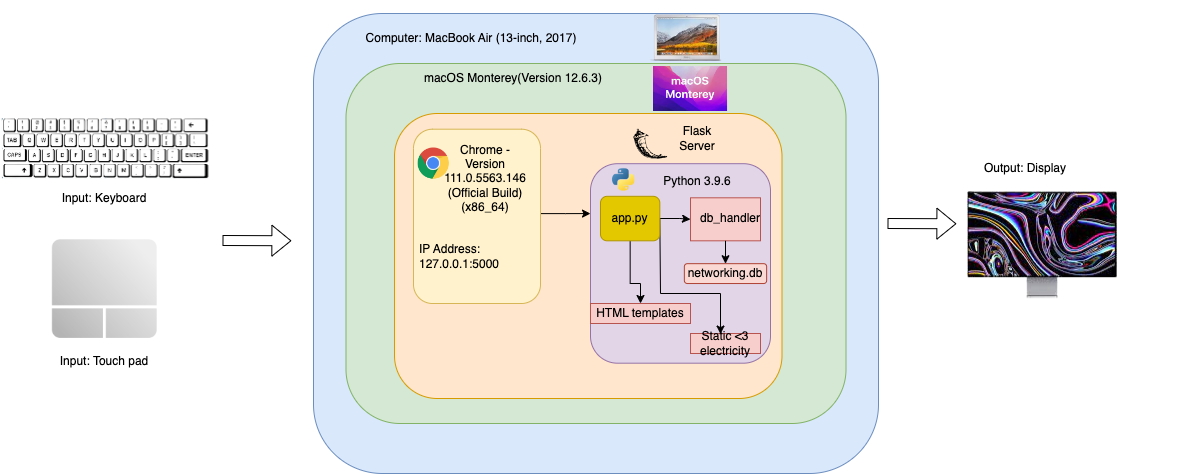 Computer: MacBook Air (13-inch, 2017)
macOS Monterey(Version 12.6.3)
macOS
Monterey
Flask
Server
Chrome -
Version
111.0.5563.146
(Official Build)
(x86_64)
IP Address:
127.0.0.1:5000
Python 3.9.6
app.py
db_handler
networking.db
HTML templates
Static <3
electricity
TAB
CAPS
ENTER
Input: Keyboard
Input: Touch pad
Output: Display